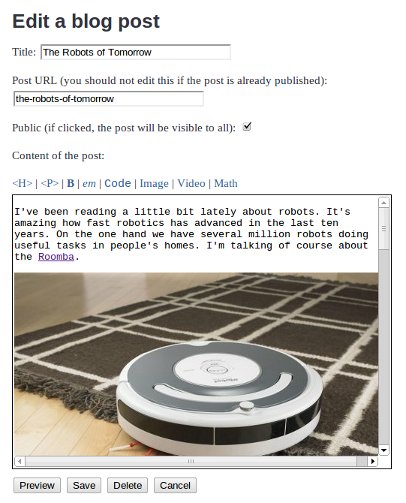 Edit a blog post
Title: The Robots of Tomorrow
Post URL (you should not edit this if the post is already published):
the-robots-of-tomorrow
Public (if clicked, the post will be visible to all):
Content of the post:
<H> | <P> | B | em | Code | Image | Video | Math
I've been reading a little bit lately about robots. It's
amazing how fast robotics has advanced in the last ten
years. On the one hand we have several million robots doing
useful tasks in people's homes. I'm talking of course about
the Roomba.
Preview Save Delete Cancel